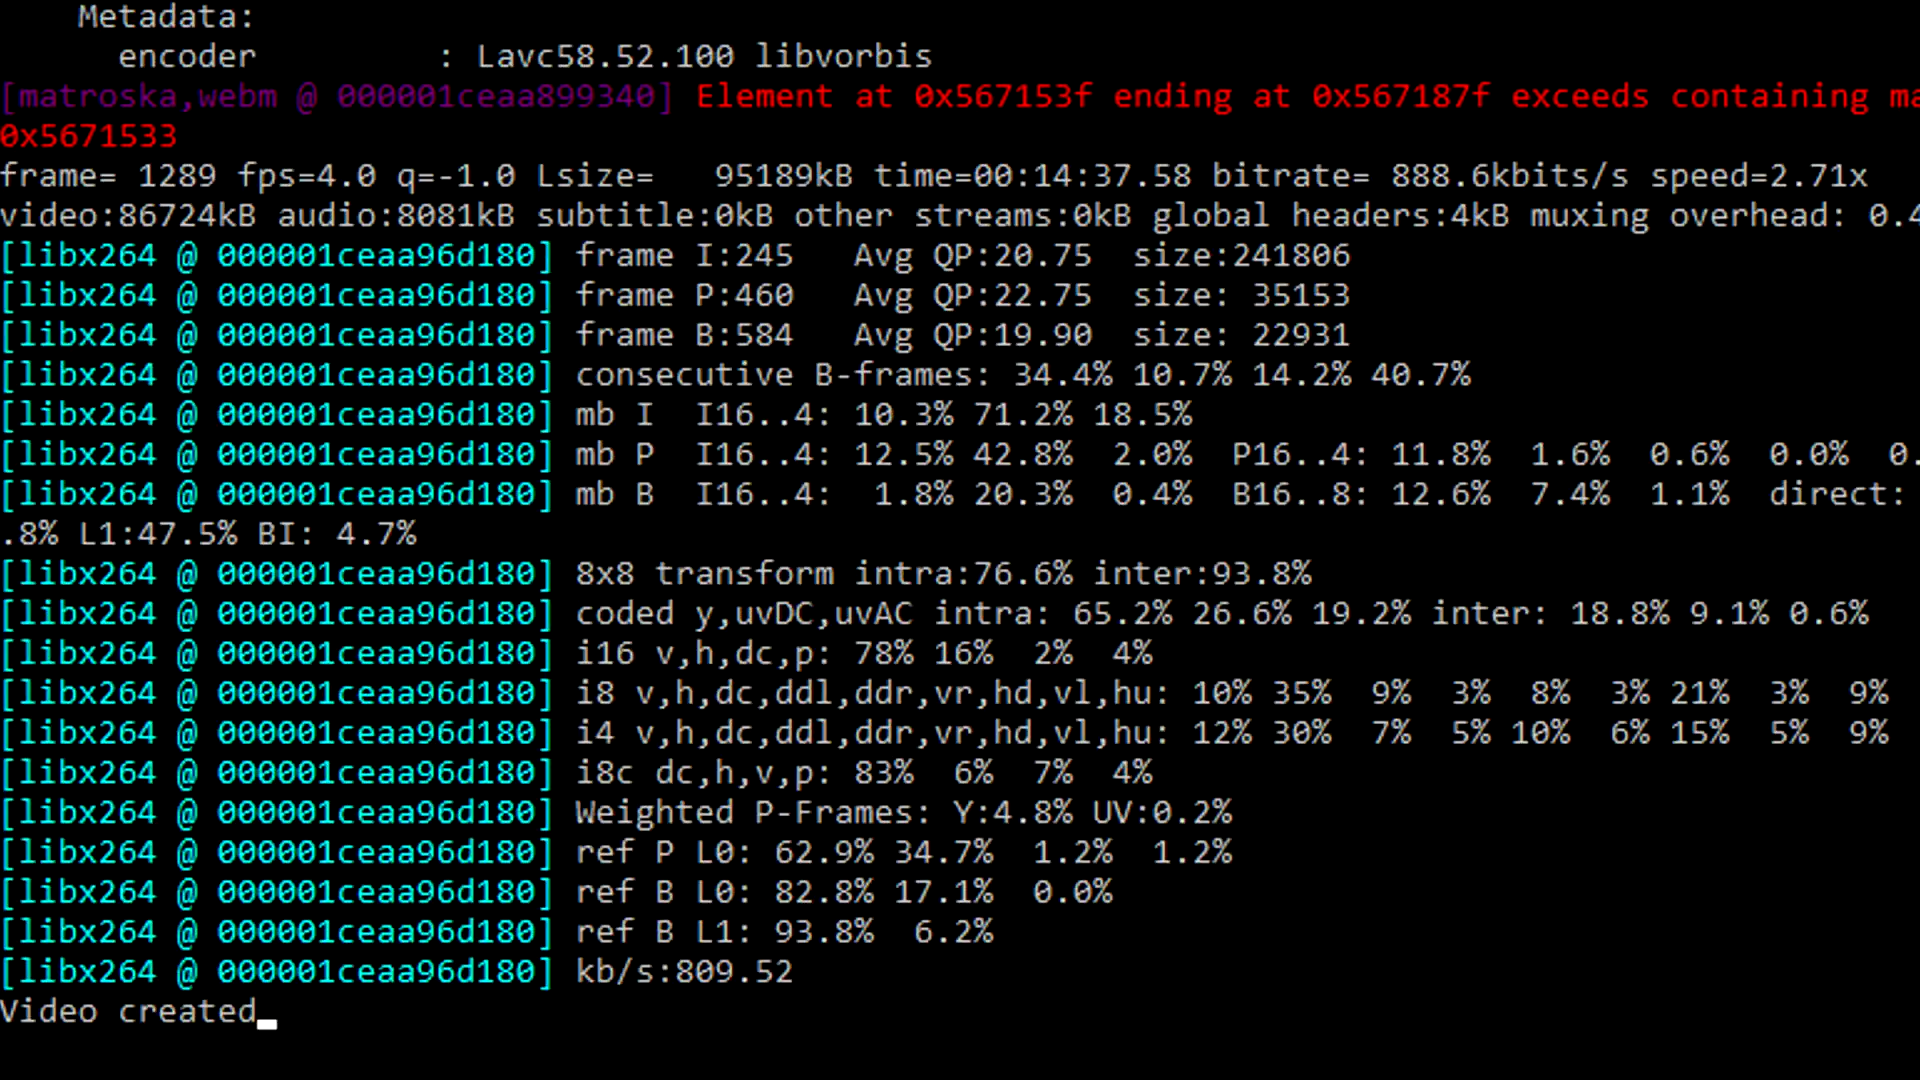 Metadata:
encoder : Lavc58.52.100 libvorbis
[matroska,webm @ 000001ceaa899340] Element at 0x567153f ending at 0x567187f exceeds containing ma
0x5671533
frame= 1289 fps=4.0 q=-1.0 Lsize= 95189kB time=00:14:37.58 bitrate= 888.6kbits/s speed=2.71x
video:86724kB audio:8081kB subtitle:0kB other streams:0kB global headers:4kB muxing overhead: 0.4
[libx264 @ 000001ceaa96d180] frame I:245 Avg QP:20.75 size:241806
[libx264 @ 000001ceaa96d180] frame P:460 Avg QP:22.75 size: 35153
[libx264 @ 000001ceaa96d180] frame B:584 Avg QP:19.90 size: 22931
[libx264 @ 000001ceaa96d180] consecutive B-frames: 34.4% 10.7% 14.2% 40.7%
[libx264 @ 000001ceaa96d180] mb I I16..4: 10.3% 71.2% 18.5%
[libx264 @ 000001ceaa96d180] mb P I16..4: 12.5% 42.8% 2.0% P16..4: 11.8% 1.6% 0.6% 0.0% 0.
[libx264 @ 000001ceaa96d180] mb B I16..4: 1.8% 20.3% 0.4% B16..8: 12.6% 7.4% 1.1% direct:
.8% L1:47.5% BI: 4.7%
[libx264 @ 000001ceaa96d180] 8x8 transform intra:76.6% inter:93.8%
[libx264 @ 000001ceaa96d180] coded y,uvDC,uvAC intra: 65.2% 26.6% 19.2% inter: 18.8% 9.1% 0.6%
[libx264 @ 000001ceaa96d180] i16 v,h,dc,p: 78% 16% 2% 4%
[libx264 @ 000001ceaa96d180] i8 v,h,dc,ddl,ddr,vr,hd,vl,hu: 10% 35% 9% 3% 8% 3% 21% 3% 9%
[libx264 @ 000001ceaa96d180] i4 v,h,dc,ddl,ddr,vr,hd,vl,hu: 12% 30% 7% 5% 10% 6% 15% 5% 9%
[libx264 @ 000001ceaa96d180] i8c dc,h,v,p: 83% 6% 7% 4%
[libx264 @ 000001ceaa96d180] Weighted P-Frames: Y:4.8% UV:0.2%
[libx264 @ 000001ceaa96d180] ref P L0: 62.9% 34.7% 1.2% 1.2%
[libx264 @ 000001ceaa96d180] ref B L0: 82.8% 17.1% 0.0%
[libx264 @ 000001ceaa96d180] ref B L1: 93.8% 6.2%
[libx264 @ 000001ceaa96d180] kb/s:809.52
Video created